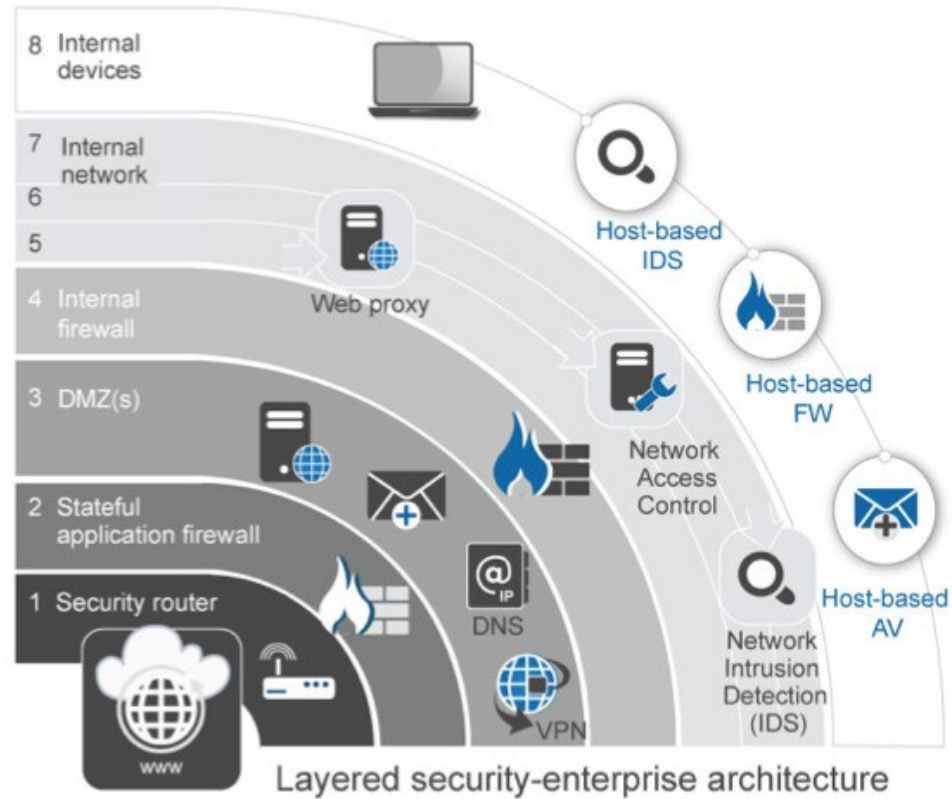 8 Internal
devices
7 Internal
network
6
5
Web proxy
4 Internal
firewall
3 DMZ(s)
2 Stateful
application firewall
1 Security router
www
@
IP
DNS
VPN
Network
Access
Control
Network
Intrusion
Detection
(IDS)
Host-based
IDS
Host-based
FW
Host-based
AV
Layered security-enterprise architecture